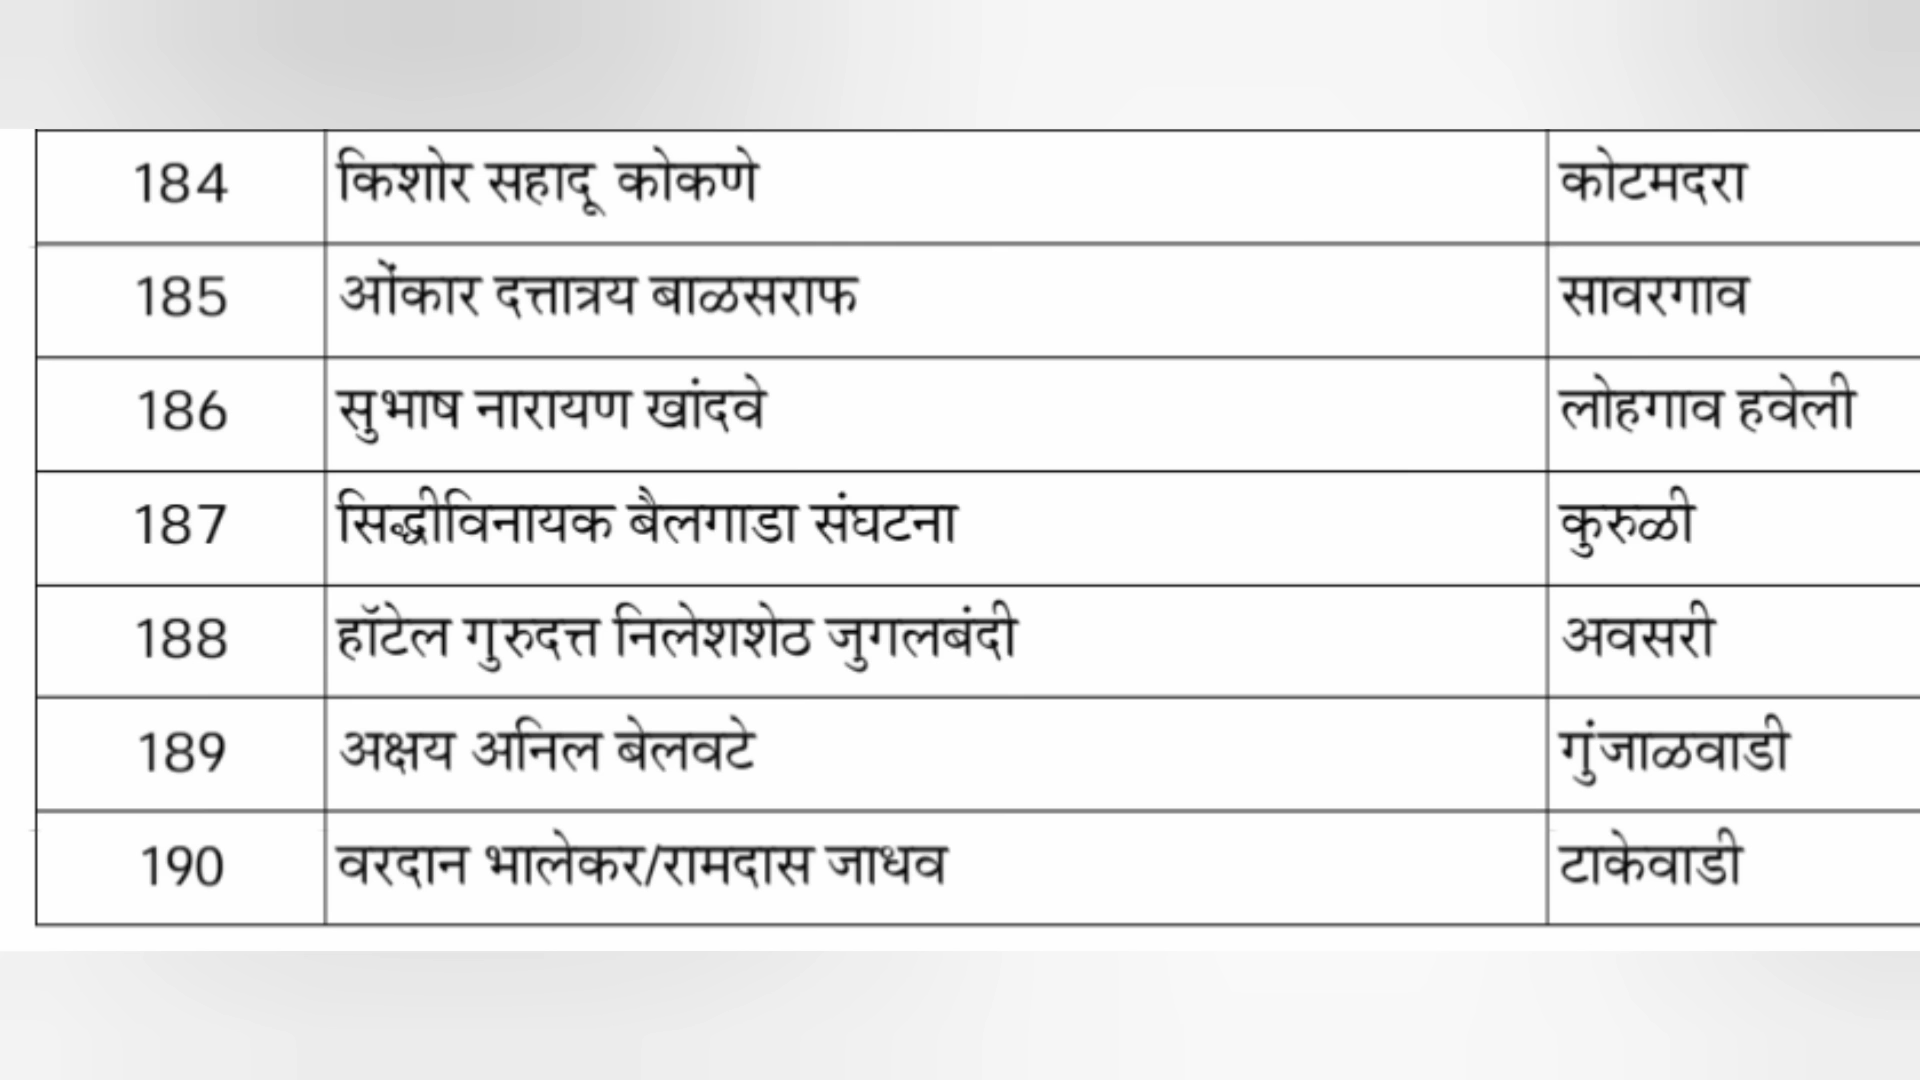 184 किशोर सहादू कोकणे कोटमदरा
185 ओंकार दत्तात्रय बाळसराफ सावरगाव
186 सुभाष नारायण खांदवे लोहगाव हवेली
187 सिद्धीविनायक बैलगाडा संघटना कुरुळी
188 हॉटेल गुरुदत्त निलेशशेठ जुगलबंदी अवसरी
189 अक्षय अनिल बेलवटे गुंजाळवाडी
190 वरदान भालेकर/रामदास जाधव टाकेवाडी